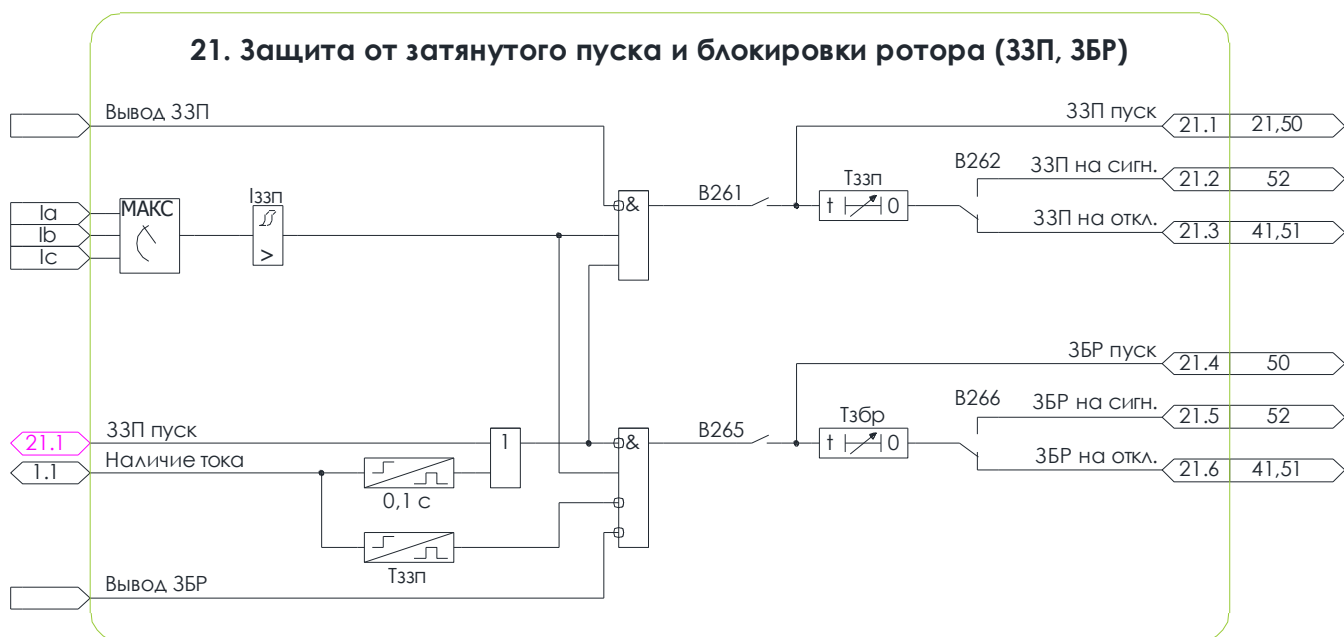 21. Защита от затянутого пуска и блокировки ротора (ЗЗП, ЗБР)
Вывод ЗЗП
ЗЗП пуск
21.1 21,50
Iззп
МАКС
Ia
Ib
Ic
>
&
В261
Тззп
t 0
В262
ЗЗП на сигн.
21.2 52
ЗЗП на откл.
21.3 41,51
ЗБР пуск
21.4 50
21.1
ЗЗП пуск
1.1
Наличие тока
0,1 с
1
&
В265
Тзбр
t 0
В266
ЗБР на сигн.
21.5 52
ЗБР на откл.
21.6 41,51
Тззп
Вывод ЗБР